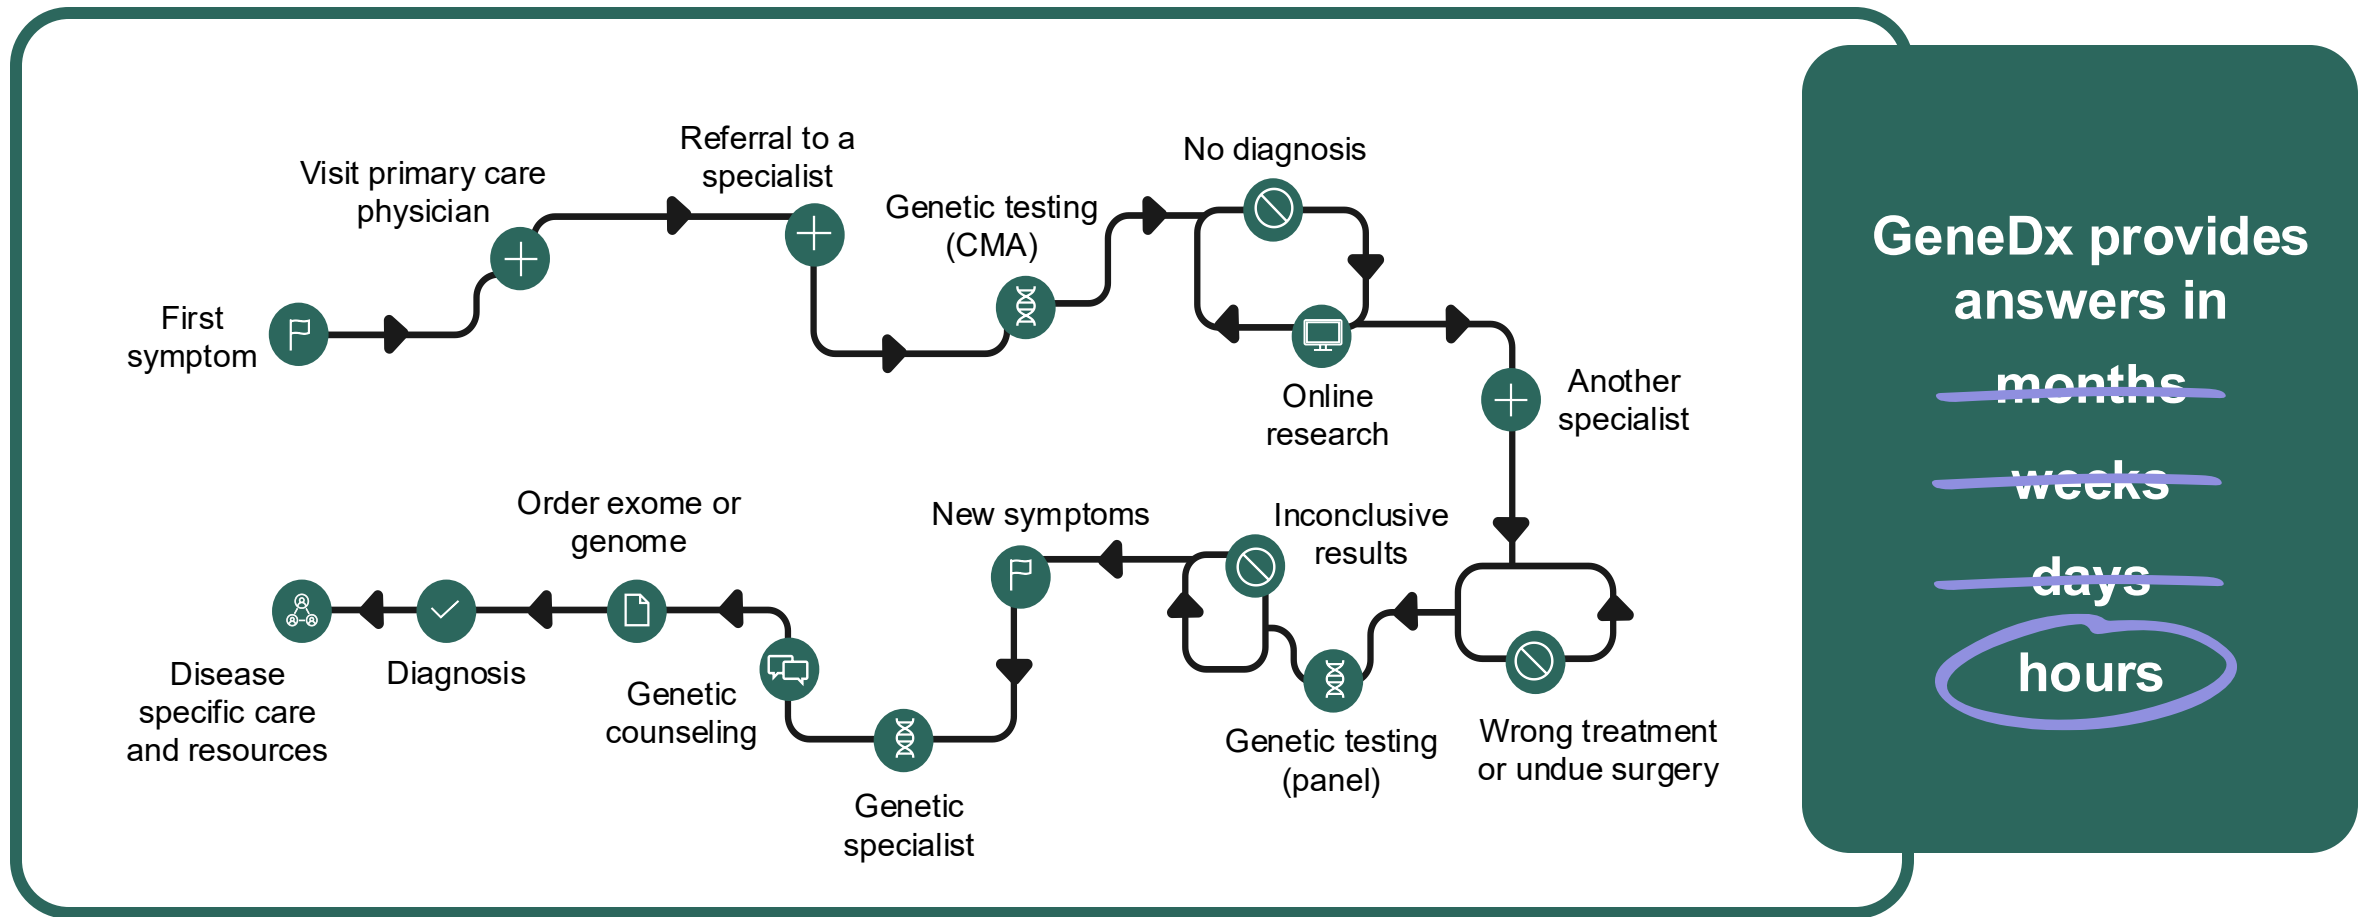 First
symptom
Visit primary care
physician
Referral to a
specialist
Genetic testing
(CMA)
No diagnosis
Online
research
Another
specialist
Wrong treatment
or undue surgery
Genetic testing
(panel)
Inconclusive
results
New symptoms
Genetic
specialist
Genetic
counseling
Order exome or
genome
Diagnosis
Disease
specific care
and resources
GeneDx provides
answers in
months
weeks
days
hours